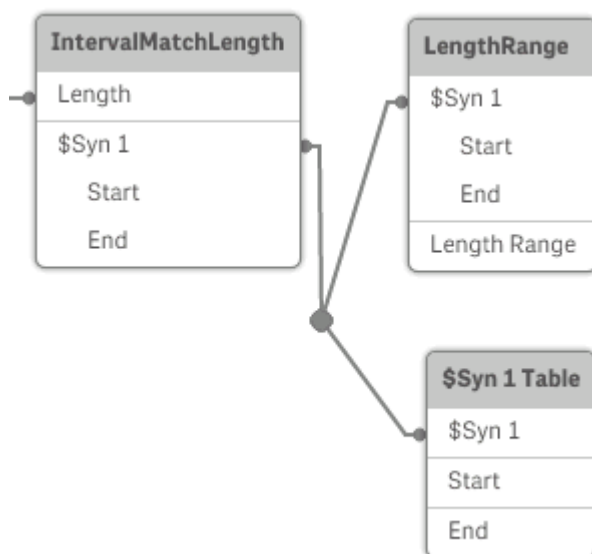 IntervalMatchLength
Length
$Syn 1
Start
End
LengthRange
$Syn 1
Start
End
Length Range
$Syn 1 Table
$Syn 1
Start
End